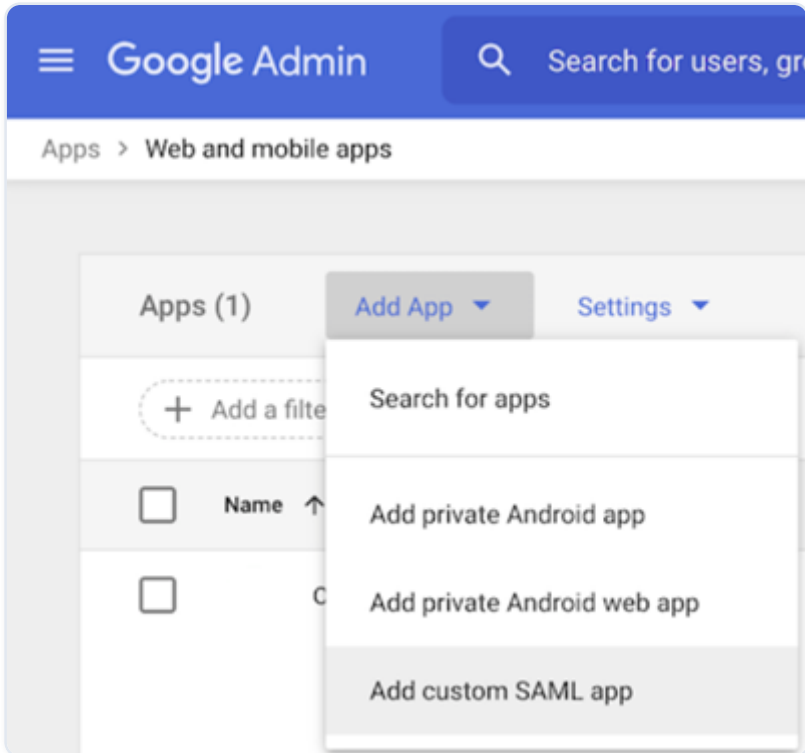 Google Admin
Search for users, gro
Apps > Web and mobile apps
Apps (1) Add App Settings
Search for apps
Add a filte
Name
Add private Android app
Add private Android web app
Add custom SAML app